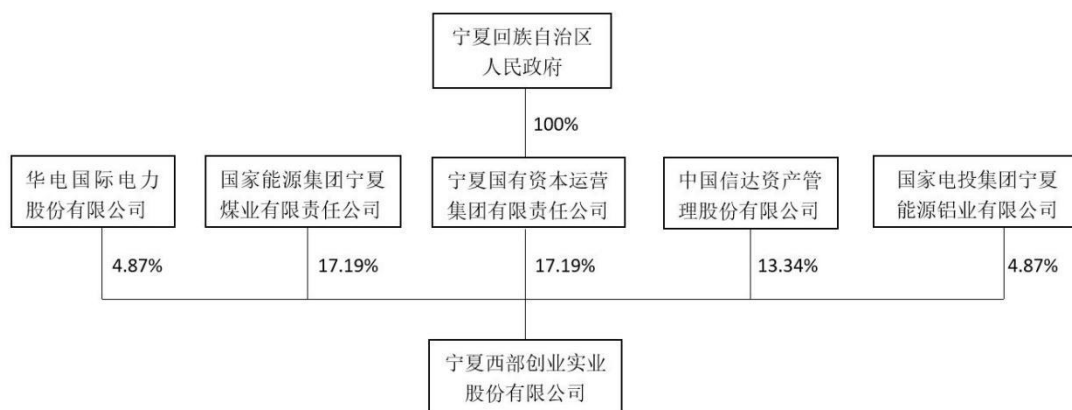 宁夏回族自治区
人民政府
100%
华电国际电力
股份有限公司
国家能源集团宁夏
煤业有限责任公司
宁夏国有资本运营
集团有限责任公司
中国信达资产管
理股份有限公司
国家电投集团宁夏
能源铝业有限公司
4.87%
17.19%
17.19%
13.34%
4.87%
宁夏西部创业实业
股份有限公司